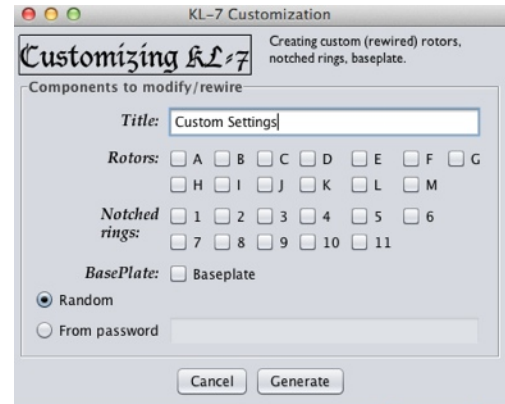 KL-7 Customization
Customizing KL-7
Creating custom (rewired) rotors,
notched rings, baseplate.
Components to modify/rewire
Title: Custom Settings
Rotors: A B C D E F G
H I J K L M
Notched rings: 1 2 3 4 5 6
7 8 9 10 11
BasePlate: Baseplate
Random
From password
Cancel Generate